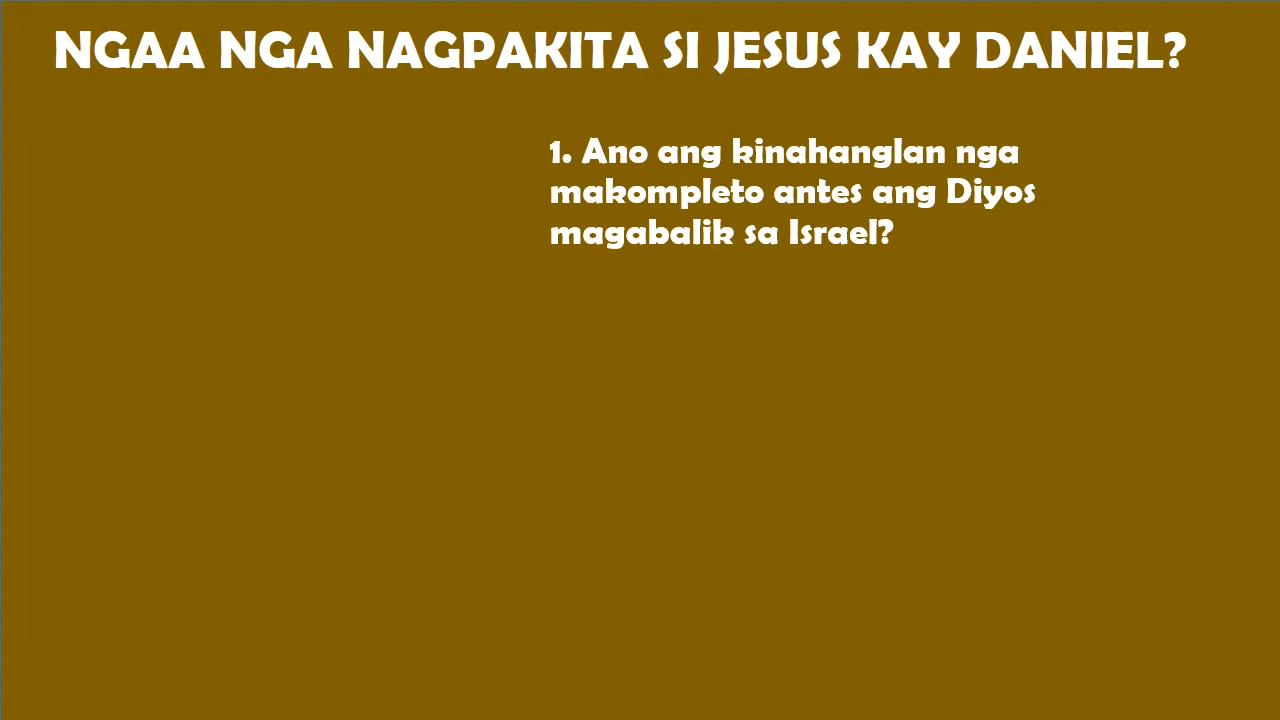 NGAA NGA NAGPAKITA SI JESUS KAY DANIEL?
1. Ano ang kinahanglan nga
makompleto antes ang Diyos
magabalik sa Israel?